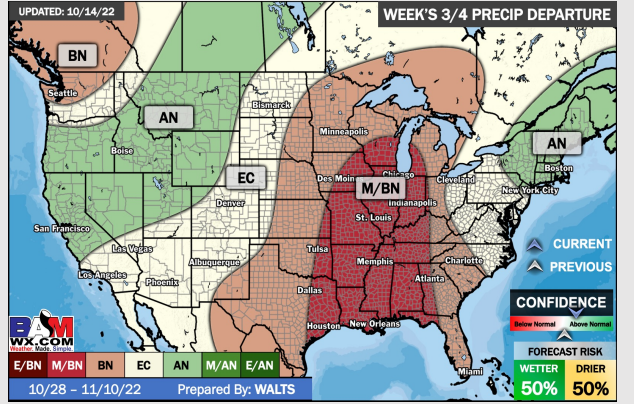 UPDATED: 10/14/22
WEEK'S 3/4 PRECIP DEPARTURE
BN
Seattle
AN
Bismarck
Minneapolis
AN
Boise
Boston
EC
Des Moin
Chicago
Cleveland
M/BN
New York City
Denver
Indianapolis
St. Louis
San Francisco
CURRENT
Las Vegas
Tulsa
Memphis
Charlotte
Albuquerque
PREVIOUS
Los Angeles
Phoenix
Atlanta
Dallas
CONFIDENCE
Below Normal
Above Normal
BAM
WX.COM
Weather. Made. Simple.
Houston
New Orleans
FORECAST RISK
E/BN
M/BN
BN
EC
AN
M/AN
E/AN
Miami
WETTER
50%
DRIER
50%
10/28 – 11/10/22
Prepared By: WALTS